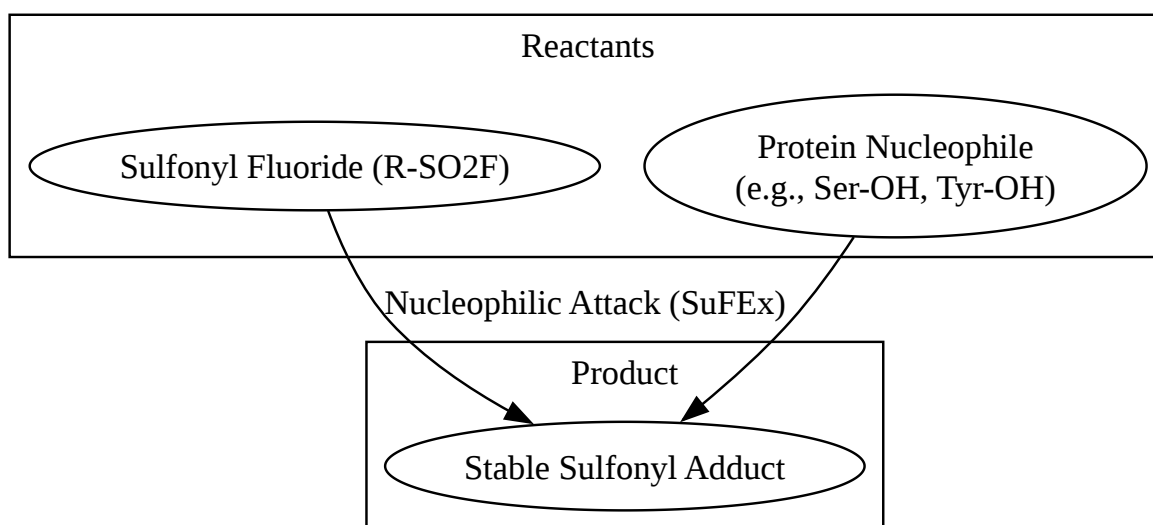 Reactants
Sulfonyl Fluoride (R-SO2F)
Protein Nucleophile
(e.g., Ser-OH, Tyr-OH)
Nucleophilic Attack (SuFEx)
Product
Stable Sulfonyl Adduct